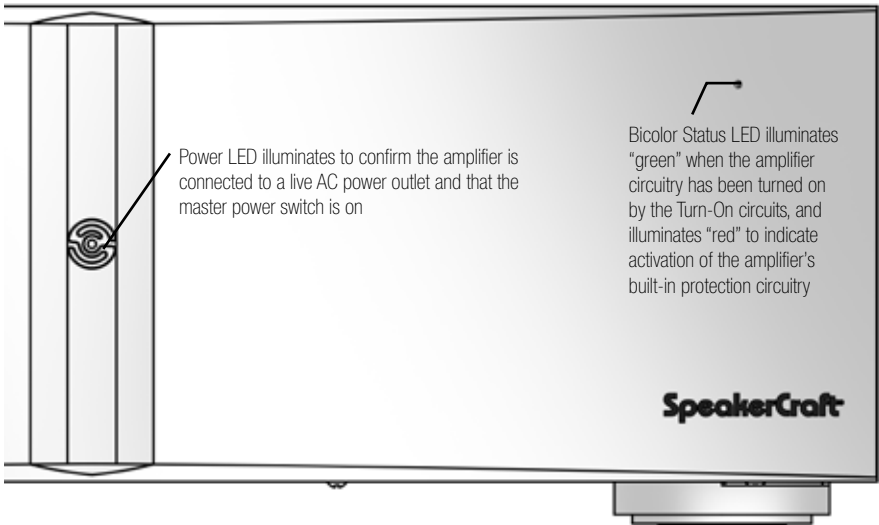 Power LED illuminates to confirm the amplifier is
connected to a live AC power outlet and that the
master power switch is on
Bicolor Status LED illuminates
“green” when the amplifier
circuitry has been turned on
by the Turn-On circuits, and
illuminates “red” to indicate
activation of the amplifier’s
built-in protection circuitry
SpeakerCraft